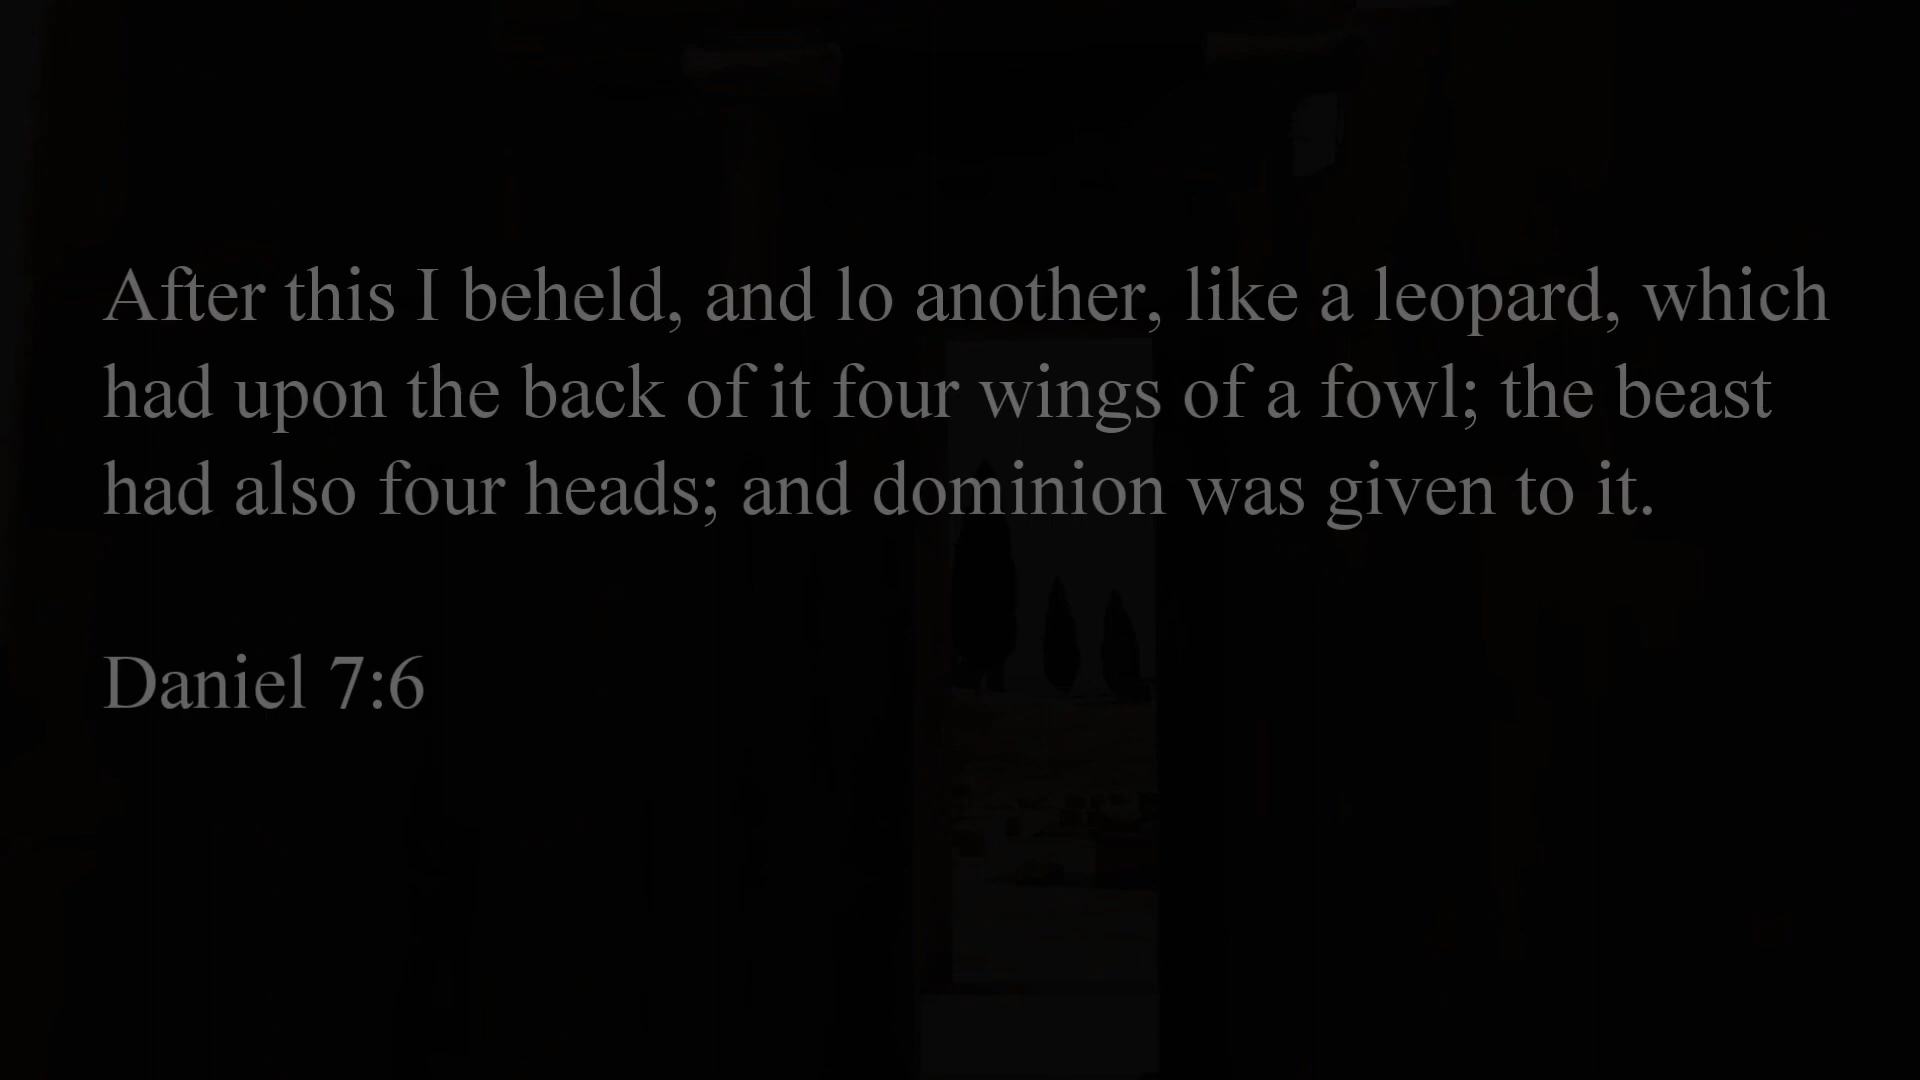 After this I beheld, and lo another, like a leopard, which
had upon the back of it four wings of a fowl; the beast
had also four heads; and dominion was given to it.
Daniel 7:6